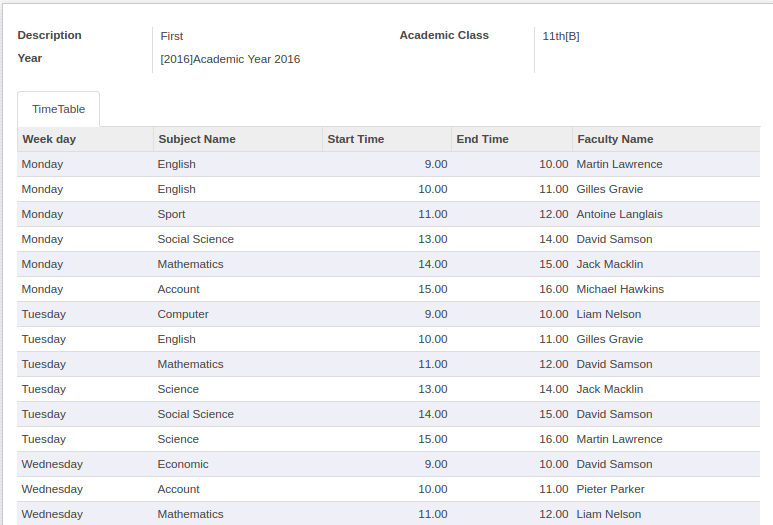 Description First Academic Class 11th[B]
Year [2016]Academic Year 2016
TimeTable
Week day Subject Name Start Time End Time Faculty Name
Monday English 9.00 10.00 Martin Lawrence
Monday English 10.00 11.00 Gilles Gravie
Monday Sport 11.00 12.00 Antoine Langlais
Monday Social Science 13.00 14.00 David Samson
Monday Mathematics 14.00 15.00 Jack Macklin
Monday Account 15.00 16.00 Michael Hawkins
Tuesday Computer 9.00 10.00 Liam Nelson
Tuesday English 10.00 11.00 Gilles Gravie
Tuesday Mathematics 11.00 12.00 David Samson
Tuesday Science 13.00 14.00 Jack Macklin
Tuesday Social Science 14.00 15.00 David Samson
Tuesday Science 15.00 16.00 Martin Lawrence
Wednesday Economic 9.00 10.00 David Samson
Wednesday Account 10.00 11.00 Pieter Parker
Wednesday Mathematics 11.00 12.00 Liam Nelson